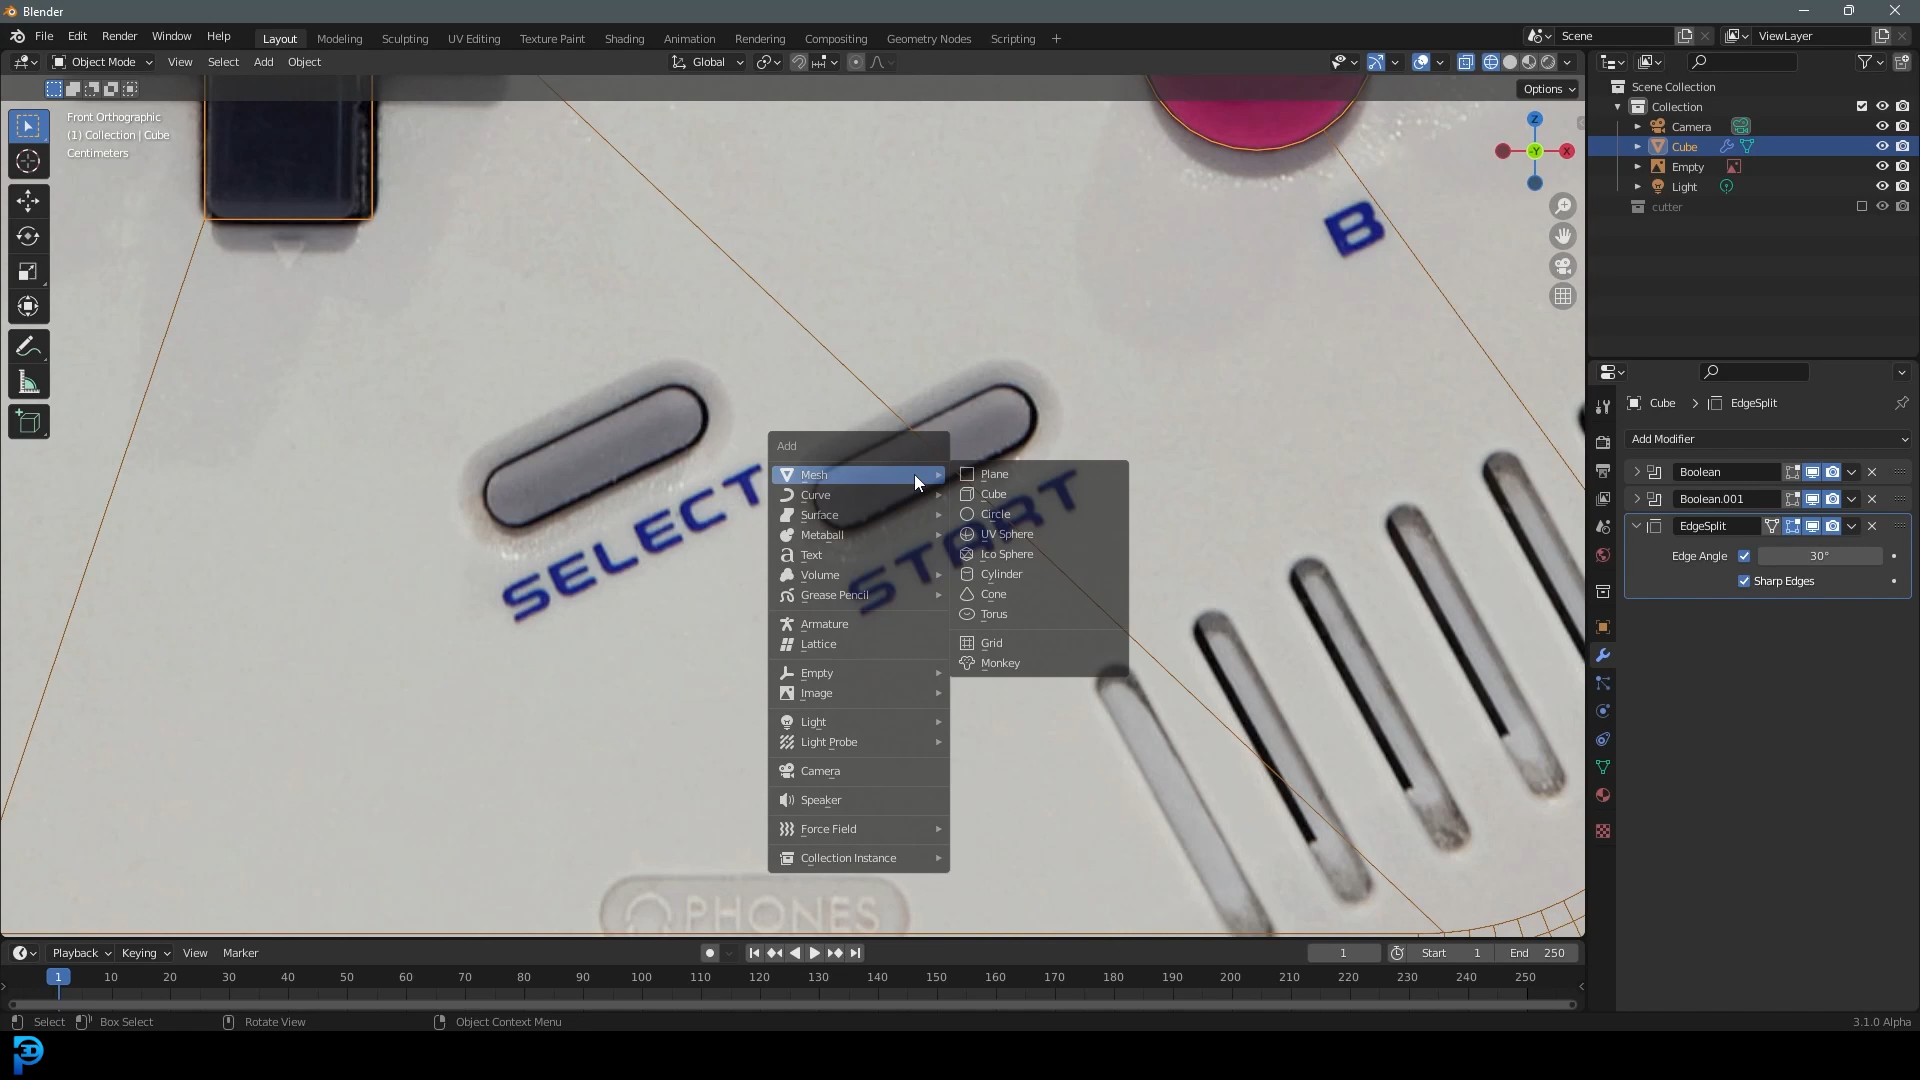 Blender
File Edit Render Window Help
Layout Modeling Sculpting UV Editing Texture Paint Shading Animation Rendering Compositing Geometry Nodes Scripting +
Scene
ViewLayer
Object Mode View Select Add Object
Global
Options
Front Orthographic
(1) Collection | Cube
Centimeters
Z
-Y
X
B
SELECT
START
PHONES
Add
Mesh
Curve
Surface
Metaball
Text
Volume
Grease Pencil
Armature
Lattice
Empty
Image
Light
Light Probe
Camera
Speaker
Force Field
Collection Instance
Plane
Cube
Circle
UV Sphere
Ico Sphere
Cylinder
Cone
Torus
Grid
Monkey
Scene Collection
Collection
Camera
Cube
Empty
Light
cutter
Cube > EdgeSplit
Add Modifier
Boolean
Boolean.001
EdgeSplit
Edge Angle 30°
Sharp Edges
Playback Keying View Marker
1 Start 1 End 250
1 10 20 30 40 50 60 70 80 90 100 110 120 130 140 150 160 170 180 190 200 210 220 230 240 250
Select Box Select Rotate View Object Context Menu
3.1.0 Alpha